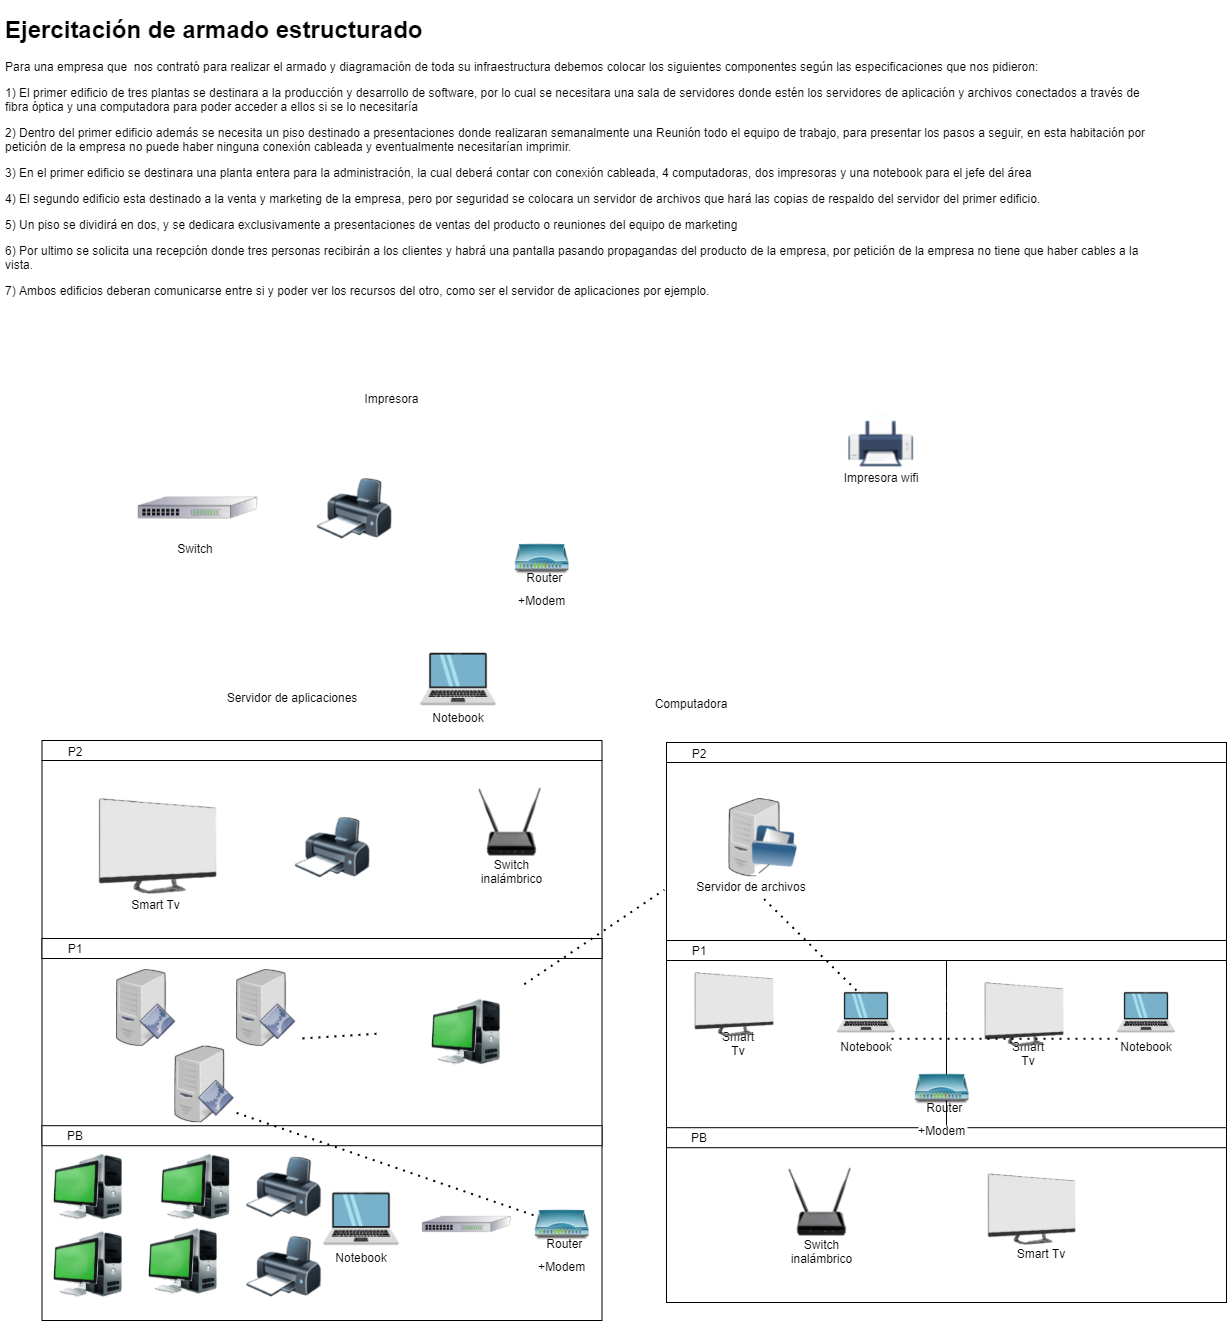 Ejercitación de armado estructurado
Para una empresa que  nos contrató para realizar el armado y diagramación de toda su infraestructura debemos colocar los siguientes componentes según las especificaciones que nos pidieron:
1) El primer edificio de tres plantas se destinara a la producción y desarrollo de software, por lo cual se necesitara una sala de servidores donde estén los servidores de aplicación y archivos conectados a través de
fibra óptica y una computadora para poder acceder a ellos si se lo necesitaría
2) Dentro del primer edificio además se necesita un piso destinado a presentaciones donde realizaran semanalmente una Reunión todo el equipo de trabajo, para presentar los pasos a seguir, en esta habitación por
petición de la empresa no puede haber ninguna conexión cableada y eventualmente necesitarían imprimir.
3) En el primer edificio se destinara una planta entera para la administración, la cual deberá contar con conexión cableada, 4 computadoras, dos impresoras y una notebook para el jefe del área
4) El segundo edificio esta destinado a la venta y marketing de la empresa, pero por seguridad se colocara un servidor de archivos que hará las copias de respaldo del servidor del primer edificio.
5) Un piso se dividirá en dos, y se dedicara exclusivamente a presentaciones de ventas del producto o reuniones del equipo de marketing
6) Por ultimo se solicita una recepción donde tres personas recibirán a los clientes y habrá una pantalla pasando propagandas del producto de la empresa, por petición de la empresa no tiene que haber cables a la
vista.
7) Ambos edificios deberan comunicarse entre si y poder ver los recursos del otro, como ser el servidor de aplicaciones por ejemplo.
Impresora
Impresora wifi
Switch
Router
+Modem
Servidor de aplicaciones
Notebook
Computadora
P2
Smart Tv
Switch
inalámbrico
P1
PB
Notebook
Router
+Modem
P2
Servidor de archivos
P1
Smart
Tv
Notebook
Smart
Tv
Notebook
Router
+Modem
PB
Switch
inalámbrico
Smart Tv